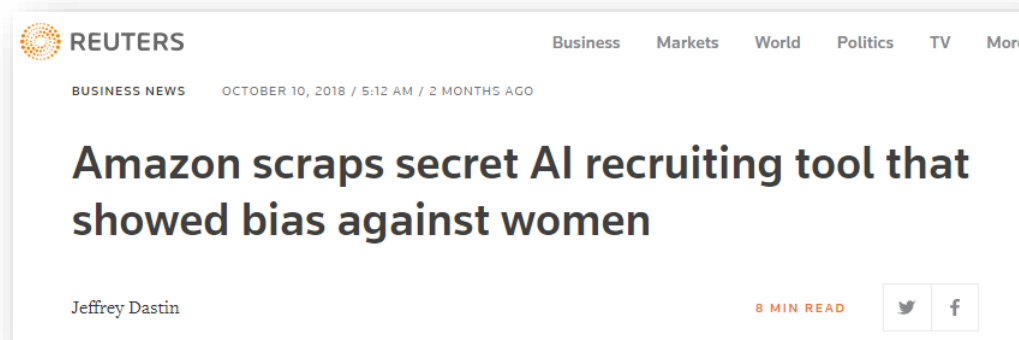 REUTERS Business Markets World Politics TV
BUSINESS NEWS OCTOBER 10, 2018 / 5:12 AM / 2 MONTHS AGO
Amazon scraps secret AI recruiting tool that
showed bias against women
Jeffrey Dastin 8 MIN READ